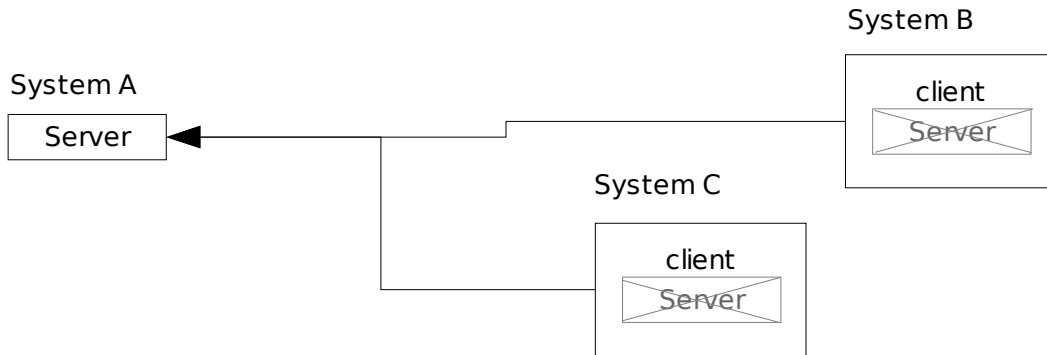 System B
client
Server
System A
Server
System C
client
Server